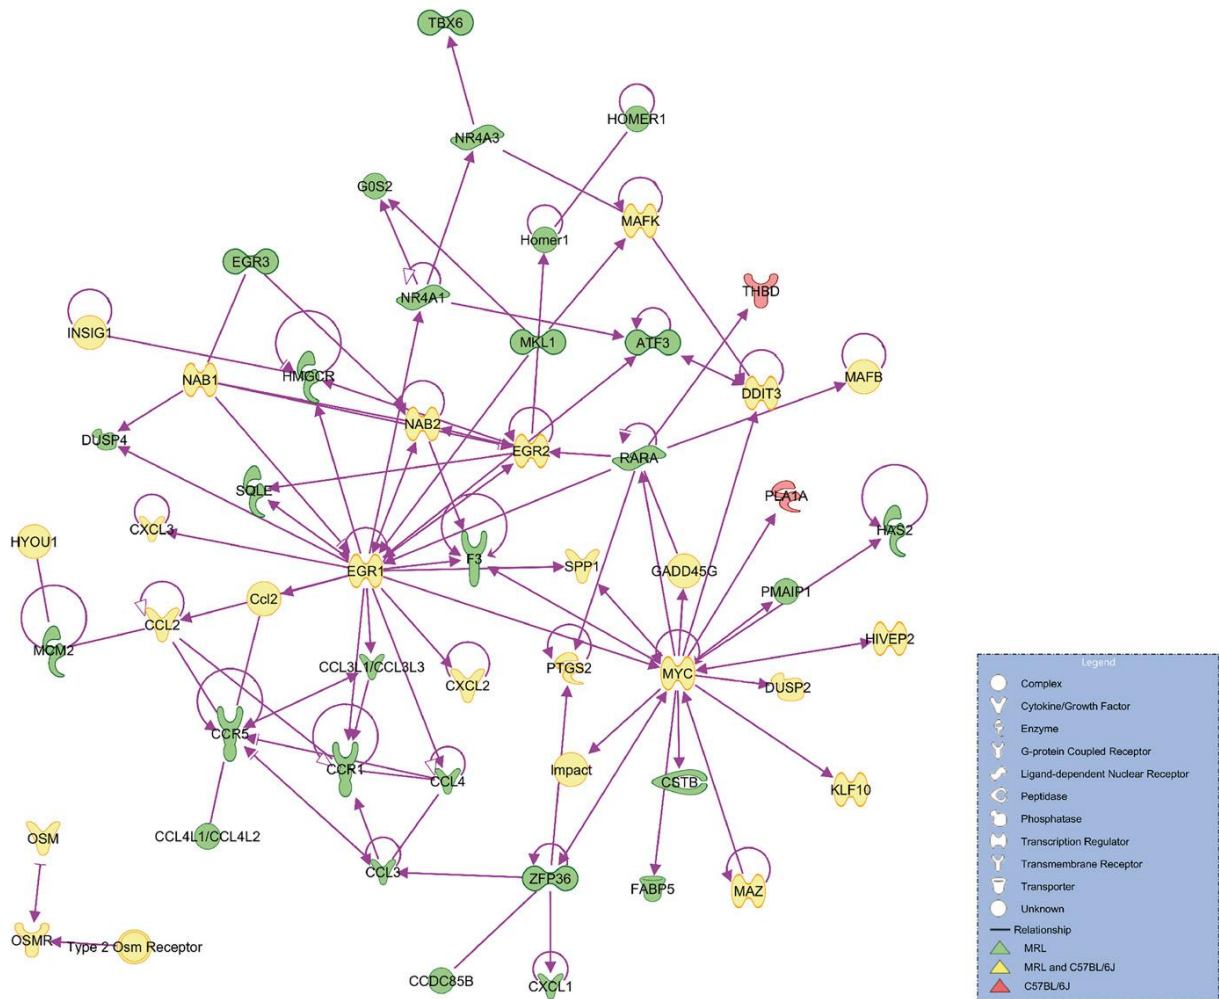 TBX6
HOMER1
NR4A3
G0S2
MAFK
Homer1
EGR3
THBD
NR4A1
INSIG1
MKL1
ATF3
HMGCR
NAB1
MAFB
DDIT3
NAB2
DUSP4
EGR2
RARA
SQLE
PLA1A
CXCL3
HAS2
HYOU1
F3
EGR1
SPP1
GADD45G
PMAIP1
Ccl2
CCL2
HIVEP2
MCM2
CCL3L1/CCL3L3
PTGS2
MYC
CXCL2
DUSP2
CCR5
CCR1
Impact
CCL4
CSTB
KLF10
CCL4L1/CCL4L2
OSM
CCL3
ZFP36
FABP5
MAZ
OSMR
Type 2 Osm Receptor
CCDC85B
CXCL1
Legend
Complex
Cytokine/Growth Factor
Enzyme
G-protein Coupled Receptor
Ligand-dependent Nuclear Receptor
Peptidase
Phosphatase
Transcription Regulator
Transmembrane Receptor
Transporter
Unknown
Relationship
MRL
MRL and C57BL/6J
C57BL/6J